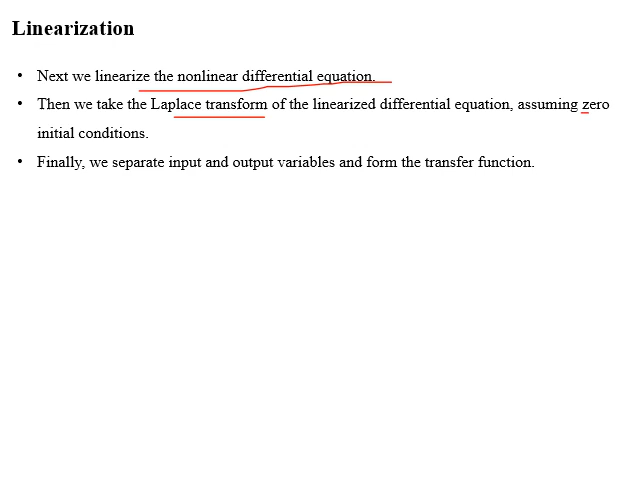 Linearization
• Next we linearize the nonlinear differential equation.
• Then we take the Laplace transform of the linearized differential equation, assuming zero
initial conditions.
• Finally, we separate input and output variables and form the transfer function.